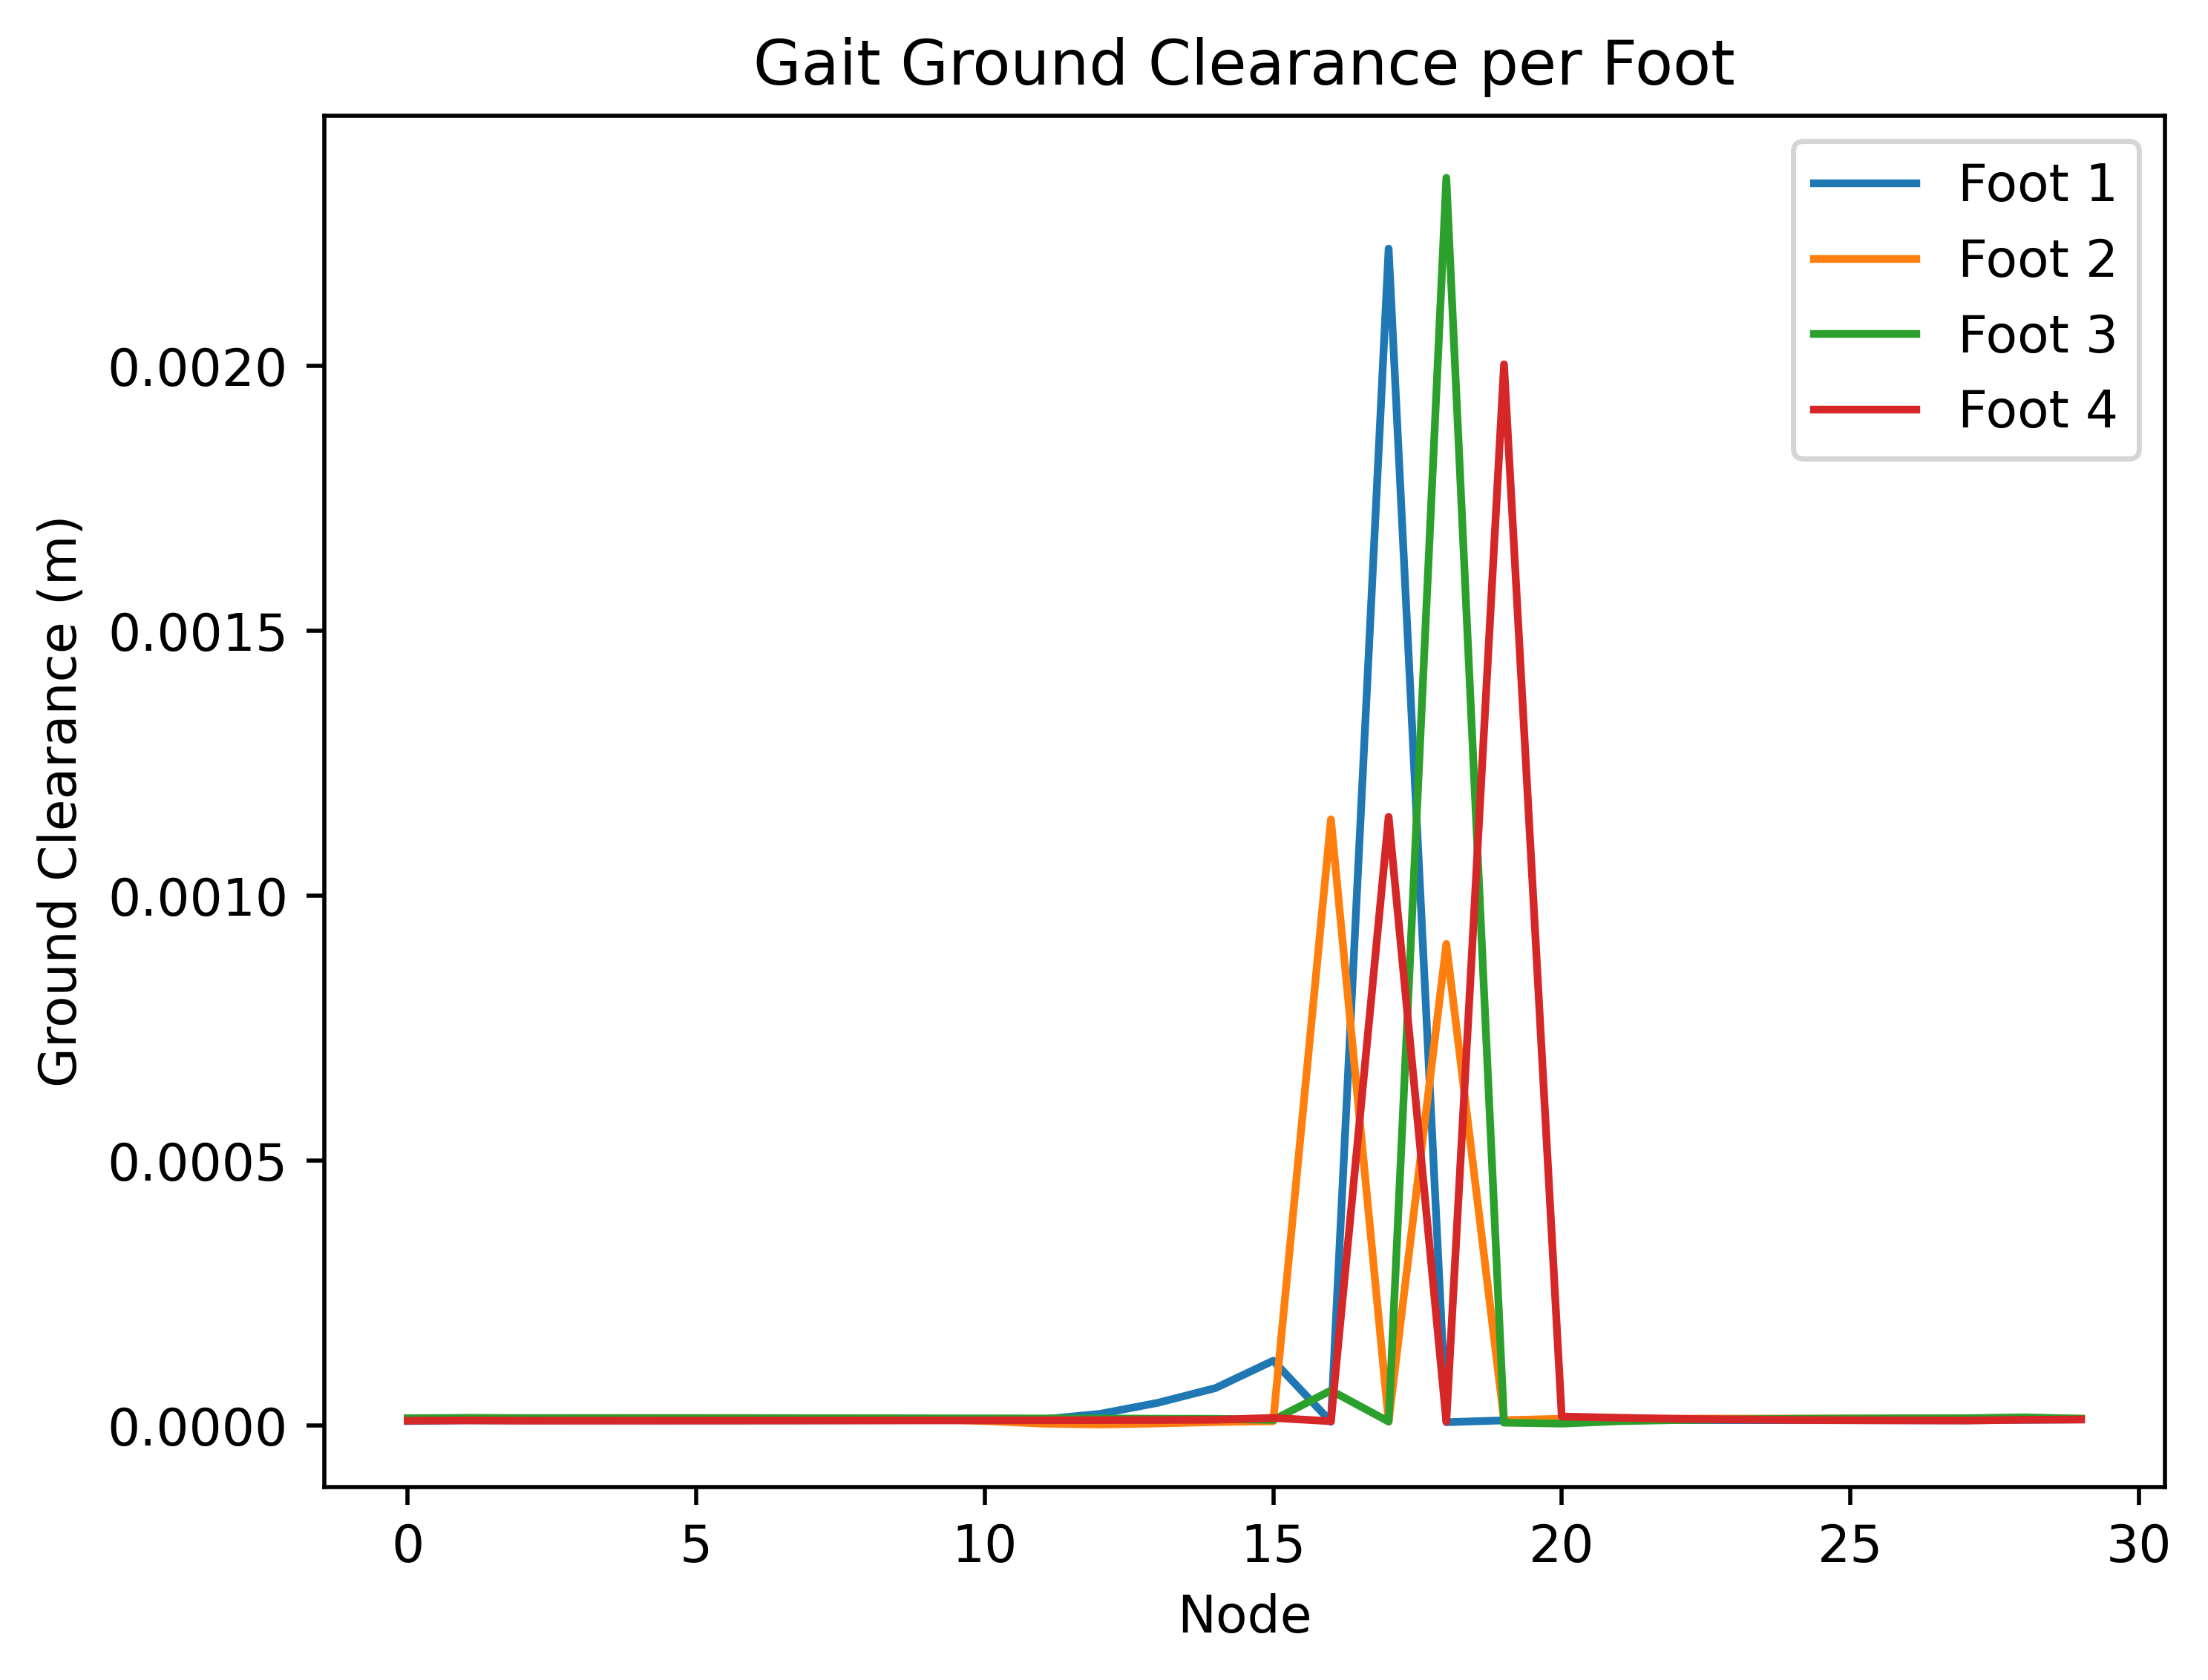 Gait Ground Clearance per Foot
Foot 1
Foot 2
Foot 3
Foot 4
Ground Clearance (m)
0.0020
0.0015
0.0010
0.0005
0.0000
0 5 10 15 20 25 30
Node